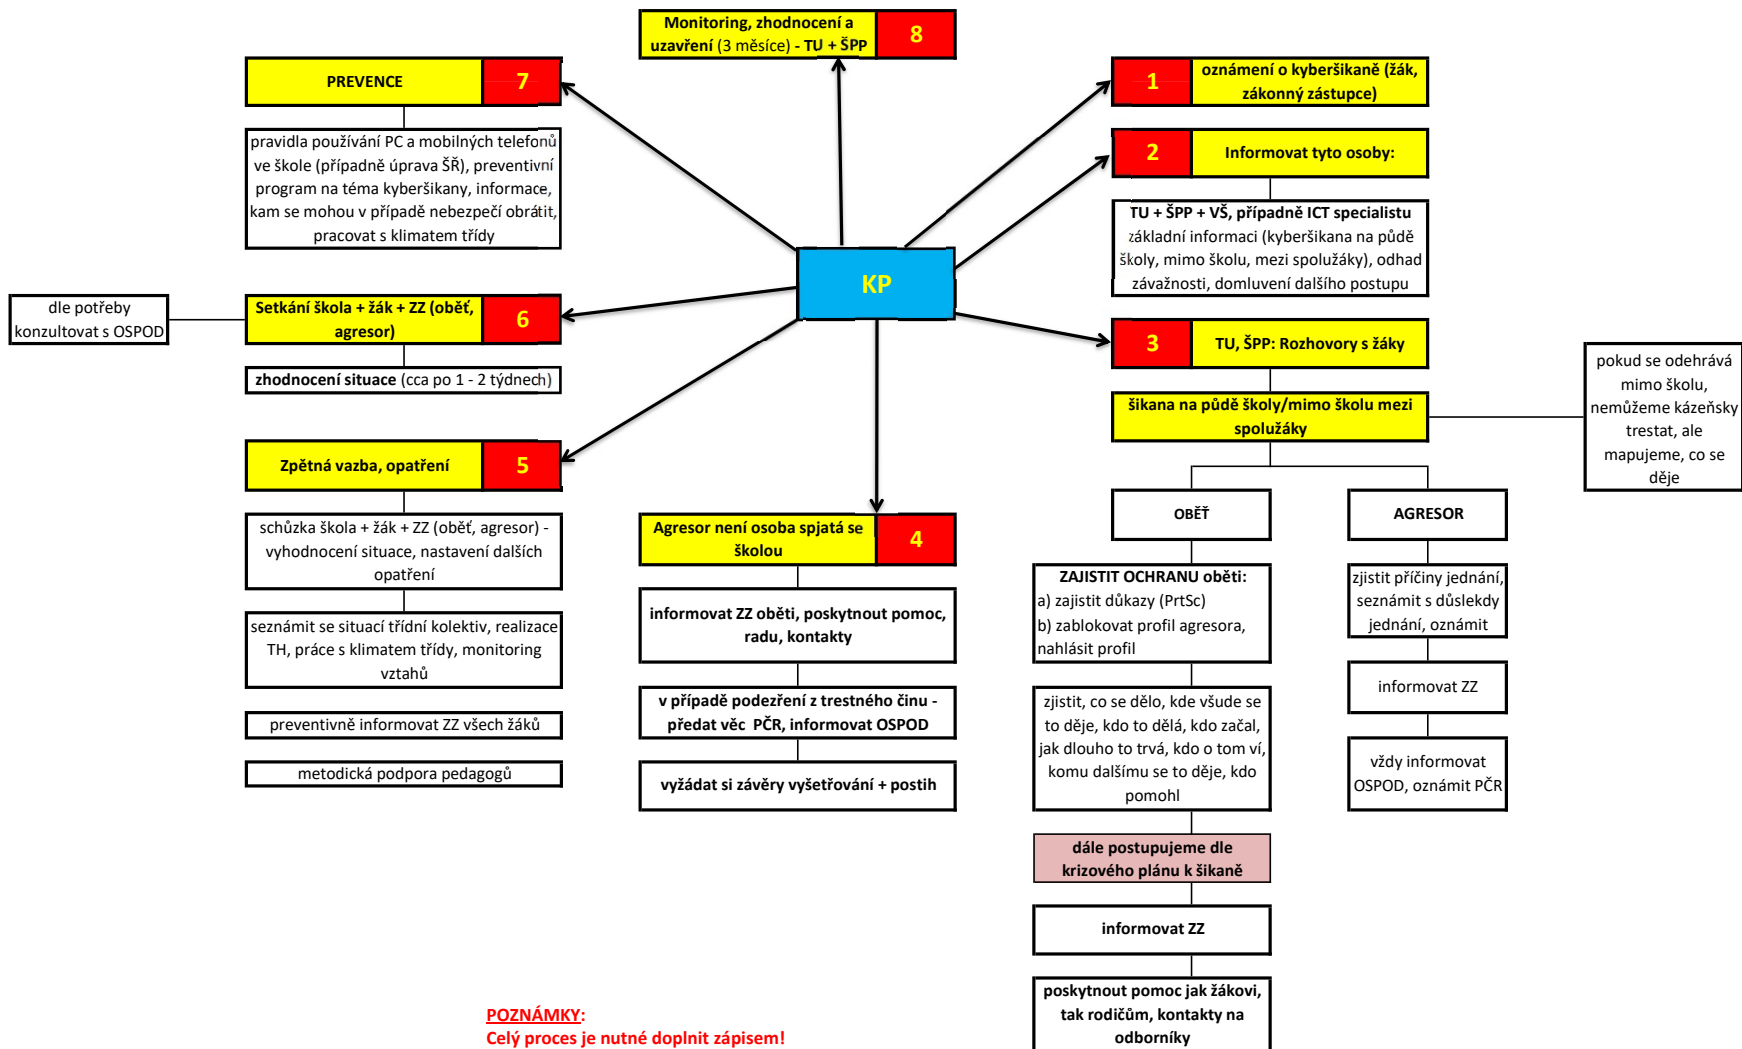 Monitoring, zhodnocení a
uzavření (3 měsíce) - TU + ŠPP
8
PREVENCE
7
pravidla používání PC a mobilných telefonů
ve škole (případně úprava ŠŘ), preventivní
program na téma kyberšikany, informace,
kam se mohou v případě nebezpečí obrátit,
pracovat s klimatem třídy
1
oznámení o kyberšikaně (žák,
zákonný zástupce)
2
Informovat tyto osoby:
TU + ŠPP + VŠ, případně ICT specialistu
základní informaci (kyberšikana na půdě
školy, mimo školu, mezi spolužáky), odhad
závažnosti, domluvení dalšího postupu
KP
dle potřeby
konzultovat s OSPOD
Setkání škola + žák + ZZ (oběť,
agresor)
6
zhodnocení situace (cca po 1 - 2 týdnech)
3
TU, ŠPP: Rozhovory s žáky
šikana na půdě školy/mimo školu mezi
spolužáky
pokud se odehrává
mimo školu,
nemůžeme kázeňsky
trestat, ale
mapujeme, co se
děje
Zpětná vazba, opatření
5
schůzka škola + žák + ZZ (oběť, agresor) -
vyhodnocení situace, nastavení dalších
opatření
seznámit se situací třídní kolektiv, realizace
TH, práce s klimatem třídy, monitoring
vztahů
preventivně informovat ZZ všech žáků
metodická podpora pedagogů
Agresor není osoba spjatá se
školou
4
informovat ZZ oběti, poskytnout pomoc,
radu, kontakty
v případě podezření z trestného činu -
předat věc  PČR, informovat OSPOD
vyžádat si závěry vyšetřování + postih
OBĚŤ
ZAJISTIT OCHRANU oběti:
a) zajistit důkazy (PrtSc)
b) zablokovat profil agresora,
nahlásit profil
zjistit, co se dělo, kde všude se
to děje, kdo to dělá, kdo začal,
jak dlouho to trvá, kdo o tom ví,
komu dalšímu se to děje, kdo
pomohl
dále postupujeme dle
krizového plánu k šikaně
informovat ZZ
poskytnout pomoc jak žákovi,
tak rodičům, kontakty na
odborníky
AGRESOR
zjistit příčiny jednání,
seznámit s důslekdy
jednání, oznámit
informovat ZZ
vždy informovat
OSPOD, oznámit PČR
POZNÁMKY:
Celý proces je nutné doplnit zápisem!